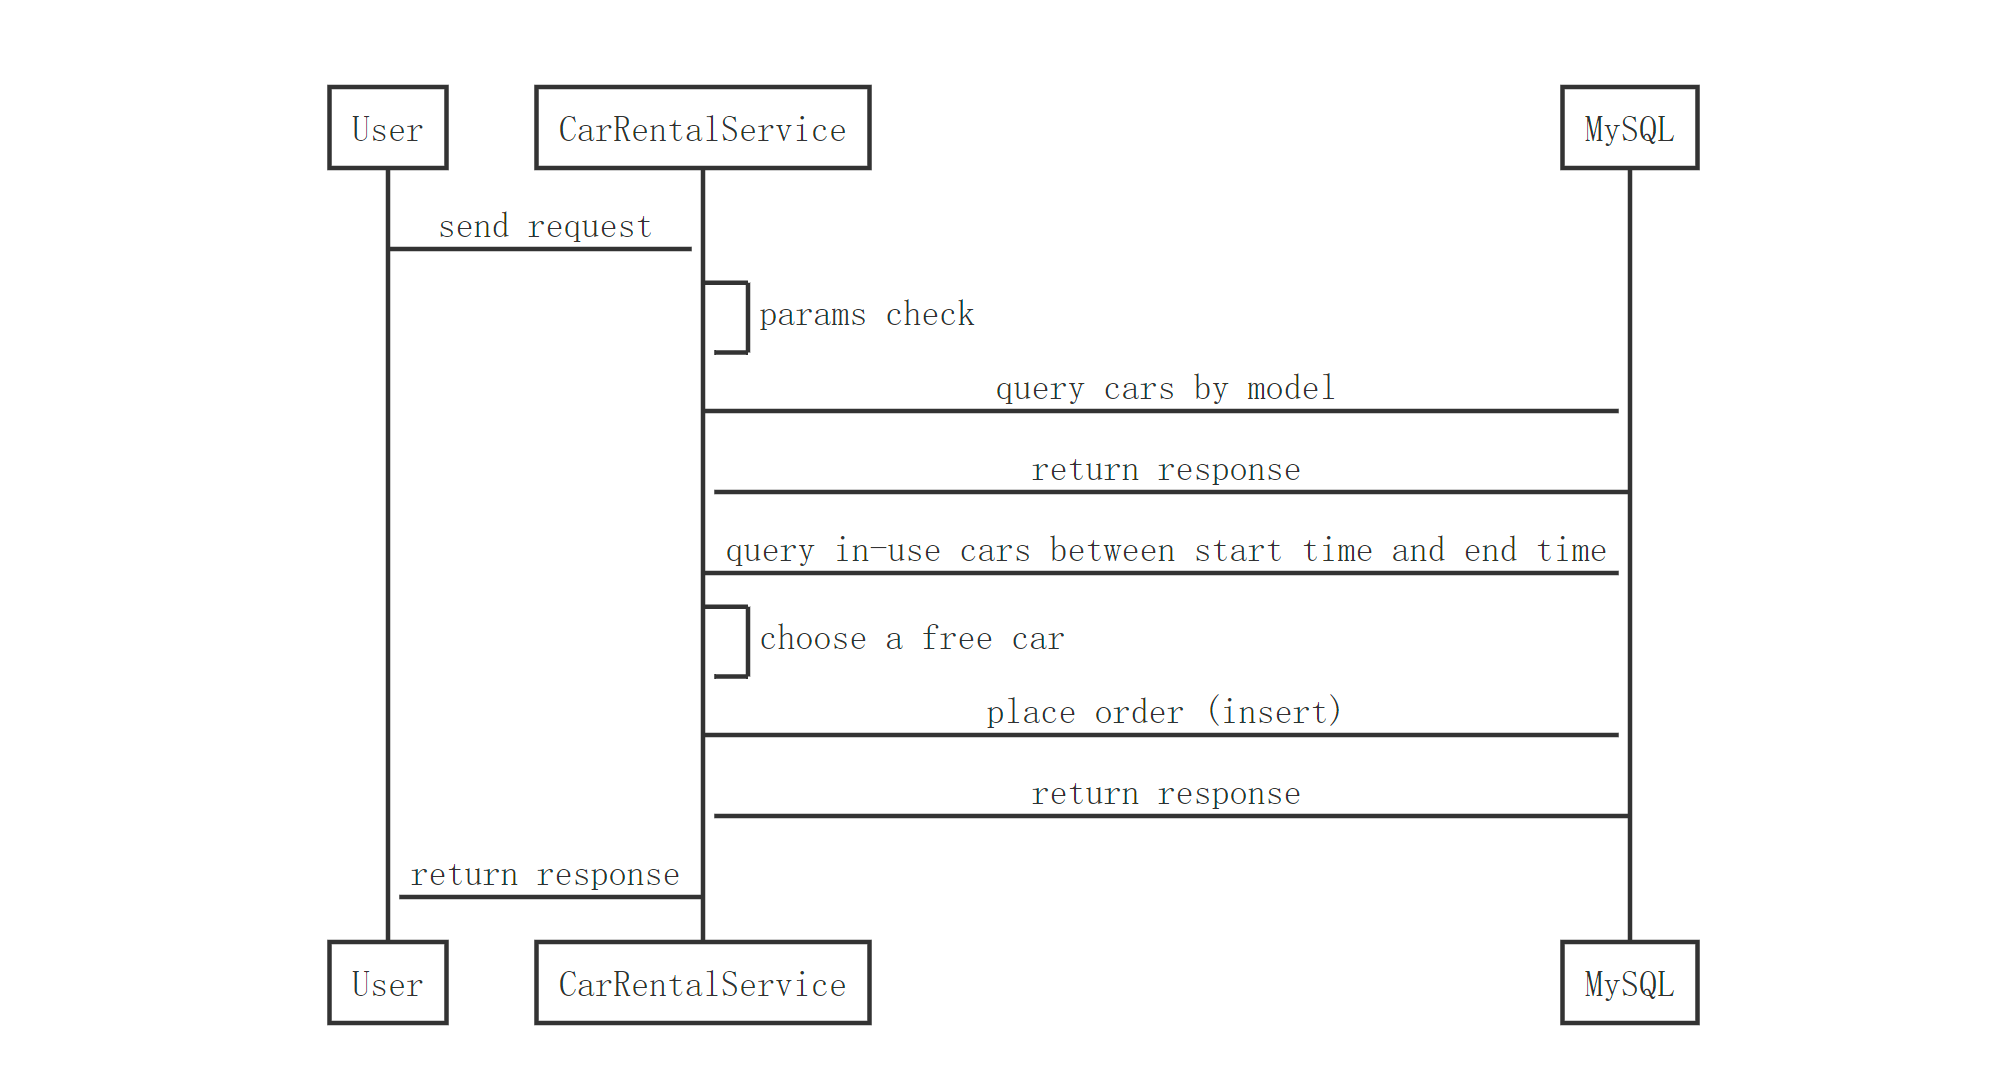 User
CarRentalService
MySQL
send request
params check
query cars by model
return response
query in-use cars between start time and end time
choose a free car
place order (insert)
return response
return response
User
CarRentalService
MySQL